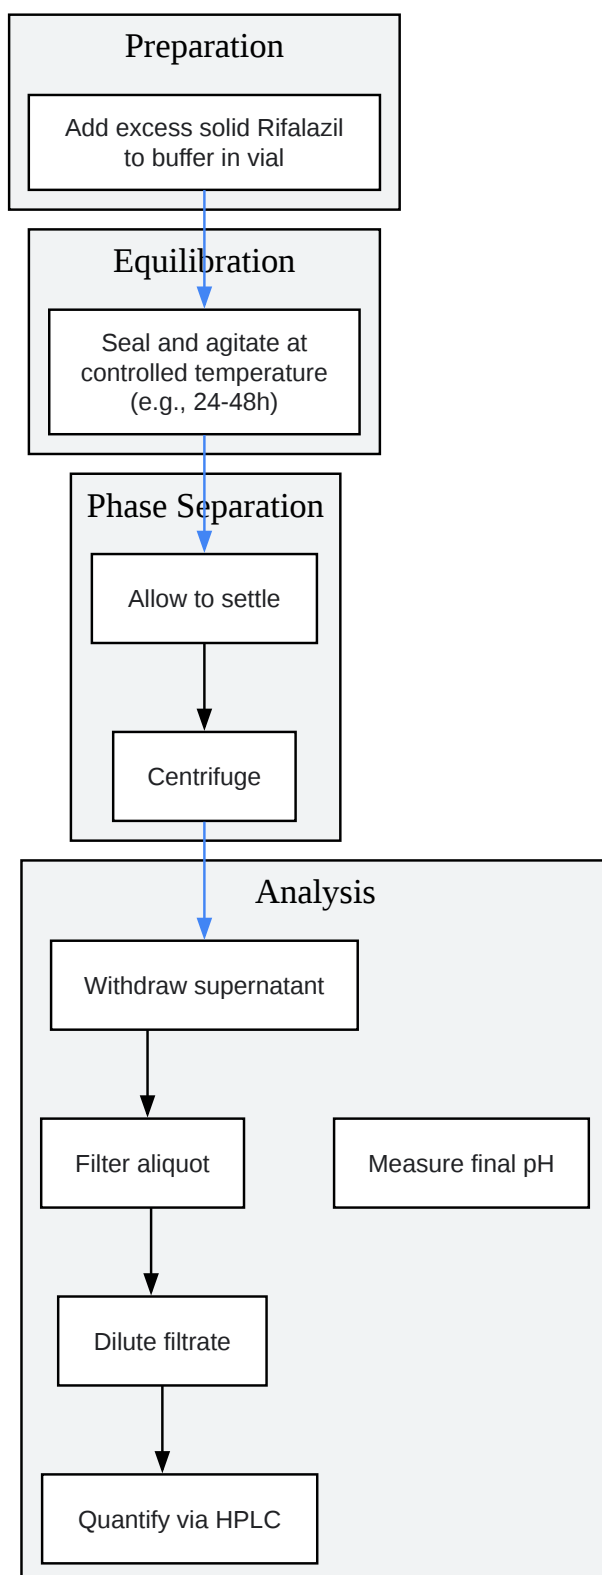 Preparation
Add excess solid Rifalazil
to buffer in vial
Equilibration
Seal and agitate at
controlled temperature
(e.g., 24-48h)
Phase Separation
Allow to settle
Centrifuge
Analysis
Withdraw supernatant
Filter aliquot
Measure final pH
Dilute filtrate
Quantify via HPLC